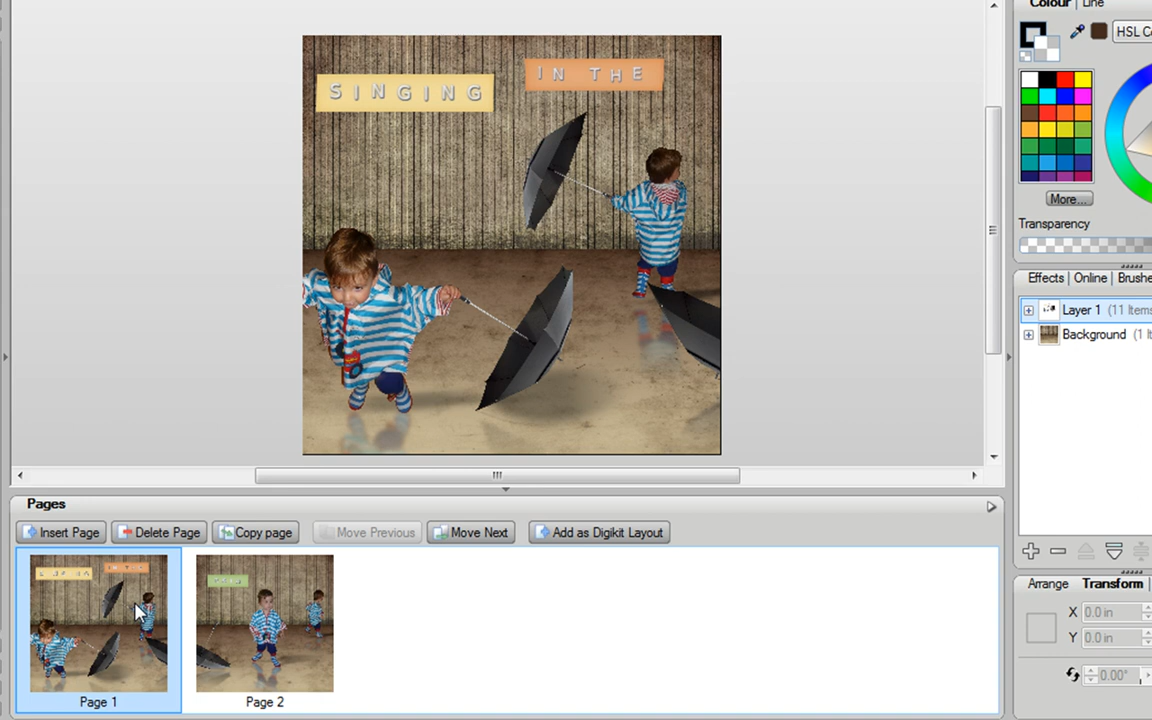 Colour | Line
HSL
SINGING
IN THE
More...
Transparency
Effects | Online | Brushe
Layer 1 (11 Items
Background (1 It
Pages
Insert Page
Delete Page
Copy page
Move Previous
Move Next
Add as Digikit Layout
Arrange Transform
X 0.0 in
Y 0.0 in
0.00°
Page 1
Page 2